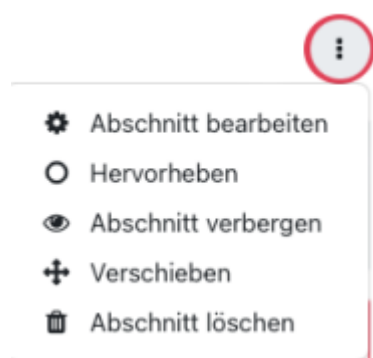 Abschnitt bearbeiten
Hervorheben
Abschnitt verbergen
Verschieben
Abschnitt löschen